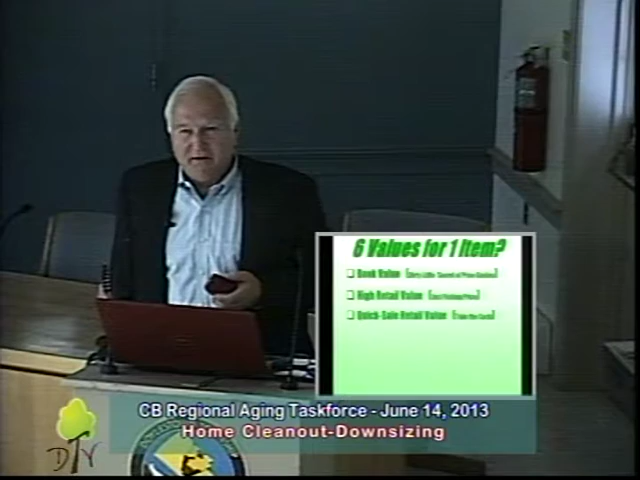 6 Values for 1 Item?
Book Value
High Retail Value
Quick-Sale Retail Value
CB Regional Aging Taskforce - June 14, 2013
Home Cleanout-Downsizing
DTV